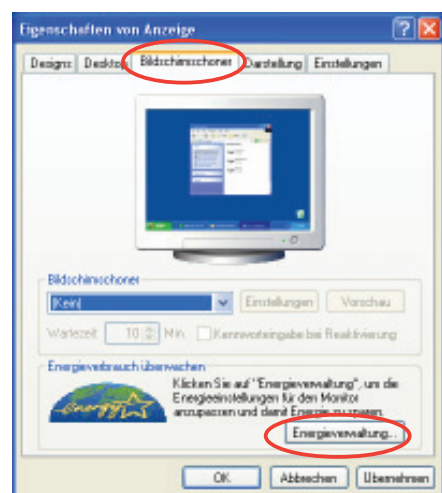 Eigenschaften von Anzeige
Designs Desktop Bildschirmschoner Darstellung Einstellungen
Bildschirmschoner
(Kein) Einstellungen Vorschau
Wartezeit: 10 Min. Kennworteingabe bei Reaktivierung
Energieverbrauch überwachen
Klicken Sie auf "Energieverwaltung", um die
Energieeinstellungen für den Monitor
anzupassen und damit Energie zu sparen.
energy
Energieverwaltung...
OK Abbrechen Übernehmen